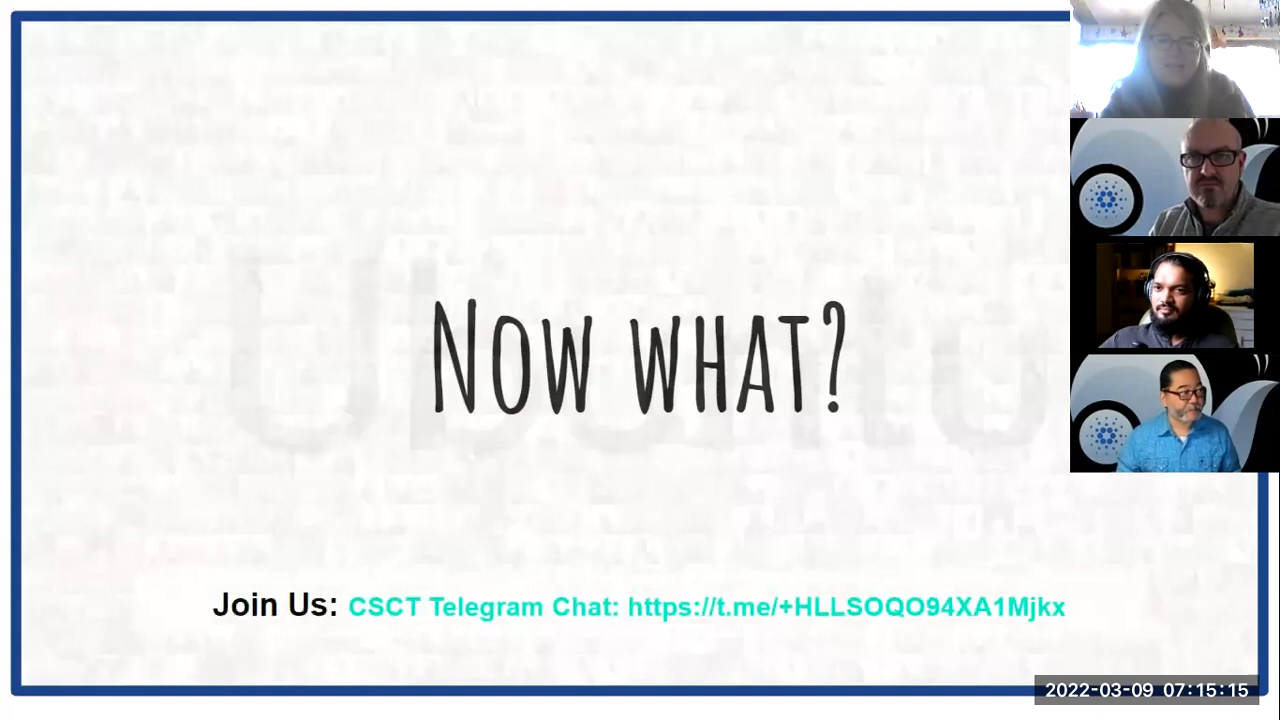 Now what?
Join Us: CSCT Telegram Chat: https://t.me/+HLLSOQO94XA1Mjkx
2022-03-09 07:15:15